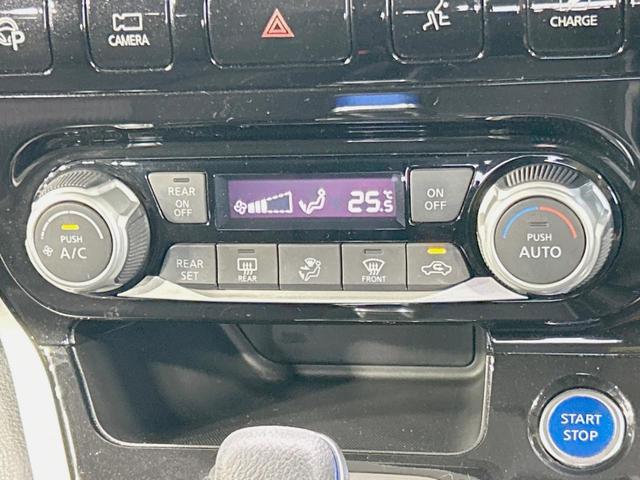 P
CAMERA
CHARGE
REAR
ON
OFF
25.5°C
ON
OFF
PUSH
A/C
PUSH
AUTO
REAR
SET
REAR
FRONT
START
STOP